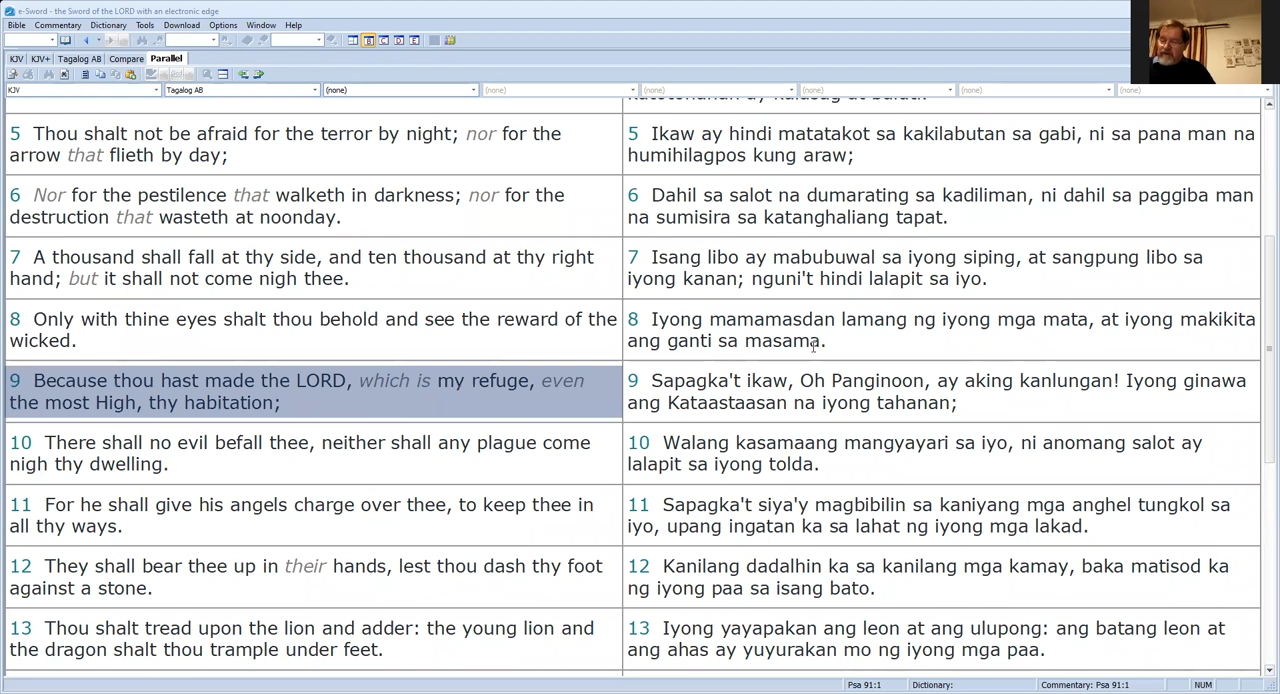 e-Sword - the Sword of the LORD with an electronic edge
Bible Commentary Dictionary Tools Download Options Window Help
KJV KJV+ Tagalog AB Compare Parallel
KJV Tagalog AB (none) (none) (none) (none) (none) (none)
5 Thou shalt not be afraid for the terror by night; nor for the
arrow that flieth by day;
6 Nor for the pestilence that walketh in darkness; nor for the
destruction that wasteth at noonday.
7 A thousand shall fall at thy side, and ten thousand at thy right
hand; but it shall not come nigh thee.
8 Only with thine eyes shalt thou behold and see the reward of the
wicked.
9 Because thou hast made the LORD, which is my refuge, even
the most High, thy habitation;
10 There shall no evil befall thee, neither shall any plague come
nigh thy dwelling.
11 For he shall give his angels charge over thee, to keep thee in
all thy ways.
12 They shall bear thee up in their hands, lest thou dash thy foot
against a stone.
13 Thou shalt tread upon the lion and adder: the young lion and
the dragon shalt thou trample under feet.
5 Ikaw ay hindi matatakot sa kakilabutan sa gabi, ni sa pana man na
humihilagpos kung araw;
6 Dahil sa salot na dumarating sa kadiliman, ni dahil sa paggiba man
na sumisira sa katanghaliang tapat.
7 Isang libo ay mabubuwal sa iyong siping, at sangpung libo sa
iyong kanan; nguni't hindi lalapit sa iyo.
8 Iyong mamamasdan lamang ng iyong mga mata, at iyong makikita
ang ganti sa masama.
9 Sapagka't ikaw, Oh Panginoon, ay aking kanlungan! Iyong ginawa
ang Kataastaasan na iyong tahanan;
10 Walang kasamaang mangyayari sa iyo, ni anomang salot ay
lalapit sa iyong tolda.
11 Sapagka't siya'y magbibilin sa kaniyang mga anghel tungkol sa
iyo, upang ingatan ka sa lahat ng iyong mga lakad.
12 Kanilang dadalhin ka sa kanilang mga kamay, baka matisod ka
ng iyong paa sa isang bato.
13 Iyong yayapakan ang leon at ang ulupong: ang batang leon at
ang ahas ay yuyurakan mo ng iyong mga paa.
Psa 91:1 Dictionary: Commentary: Psa 91:1 NUM